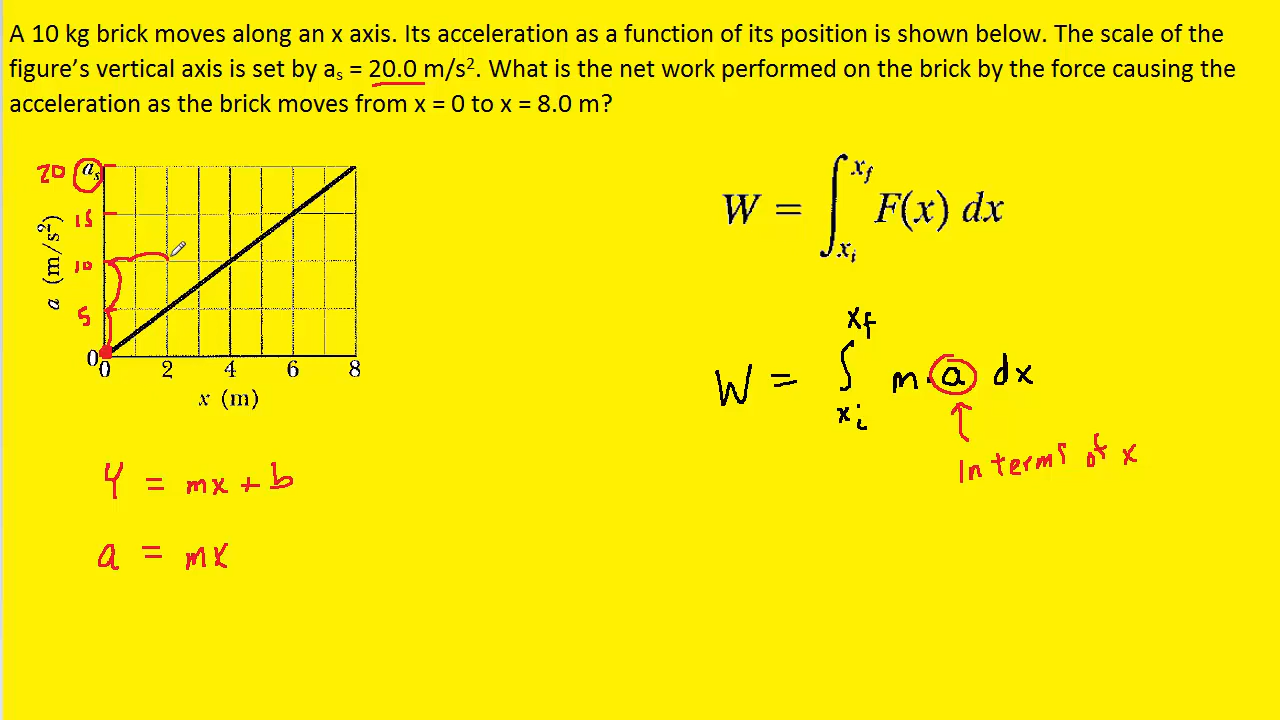 A 10 kg brick moves along an x axis. Its acceleration as a function of its position is shown below. The scale of the
figure's vertical axis is set by aₛ = 20.0 m/s². What is the net work performed on the brick by the force causing the
acceleration as the brick moves from x = 0 to x = 8.0 m?
20 aₛ
15
10
5
0
a (m/s²)
0 2 4 6 8
x (m)
W = ∫ xf xi F(x) dx
W = ∫ xf xi m · a dx
In terms of x
Y = mx + b
a = mx